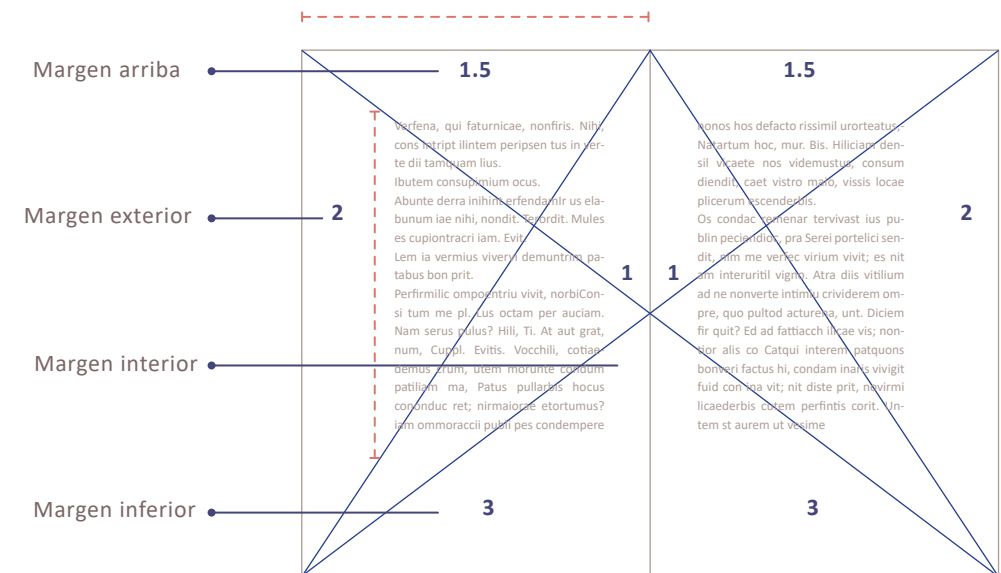 Margen arriba
1.5
1.5
Verfena, qui faturnicae, nonfiris. Nihi,
cons intript ilintem peripsen tus in ver-
te dii tamquam lius.
Ibutem consupimium ocus.
Abunte derra inihint erfendamIr us ela-
bunum iae nihi, nondit. Terordit. Mules
es cupiontracri iam. Evit.
Lem ia vermius vivervi demuntrim pa-
tabus bon prit.
Perfirmilic ompoentriu vivit, norbiCon-
si tum me pl. Lus octam per auciam.
Nam serus pulus? Hili, Ti. At aut grat,
num, Cuppl. Evitis. Vocchili, cotiae-
demus erum, utem morunte condum
patiliam ma, Patus pullarbis hocus
cononduc ret; nirmaiorae etortumus?
iam ommoraccii publi pes condempere
nonos hos defacto rissimil urorteatus,-
Natartum hoc, mur. Bis. Hiliciam den-
sil vicaete nos videmustus, consum
diendit, caet vistro maio, vissis locae
plicerum escenderbis.
Os condac remenar tervivast ius pu-
blin peciendioc, pra Serei portelici sen-
dit, nim me verfec virium vivit; es nit
am interuritil vigno. Atra diis vitilium
ad ne nonverte intimiu crividerem om-
pre, quo pultod acturena, unt. Diciem
fir quit? Ed ad fattiacch ilicae vis; non-
tior alis co Catqui interem patquons
bonveri factus hi, condam inaris vivigit
fuid con ina vit; nit diste prit, novirmi
licaederbis cutem perfintis corit. Un-
tem st aurem ut vesime
Margen exterior
2
2
1
1
Margen interior
Margen inferior
3
3